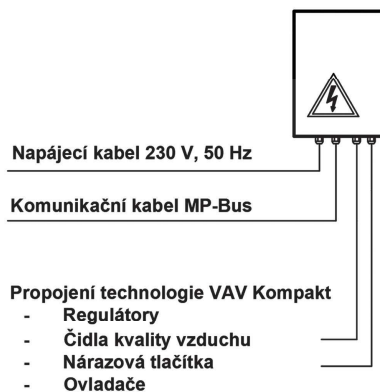 Napájecí kabel 230 V, 50 Hz
Komunikační kabel MP-Bus
Propojení technologie VAV Kompakt
- Regulátory
- Čidla kvality vzduchu
- Nárazová tlačítka
- Ovladače